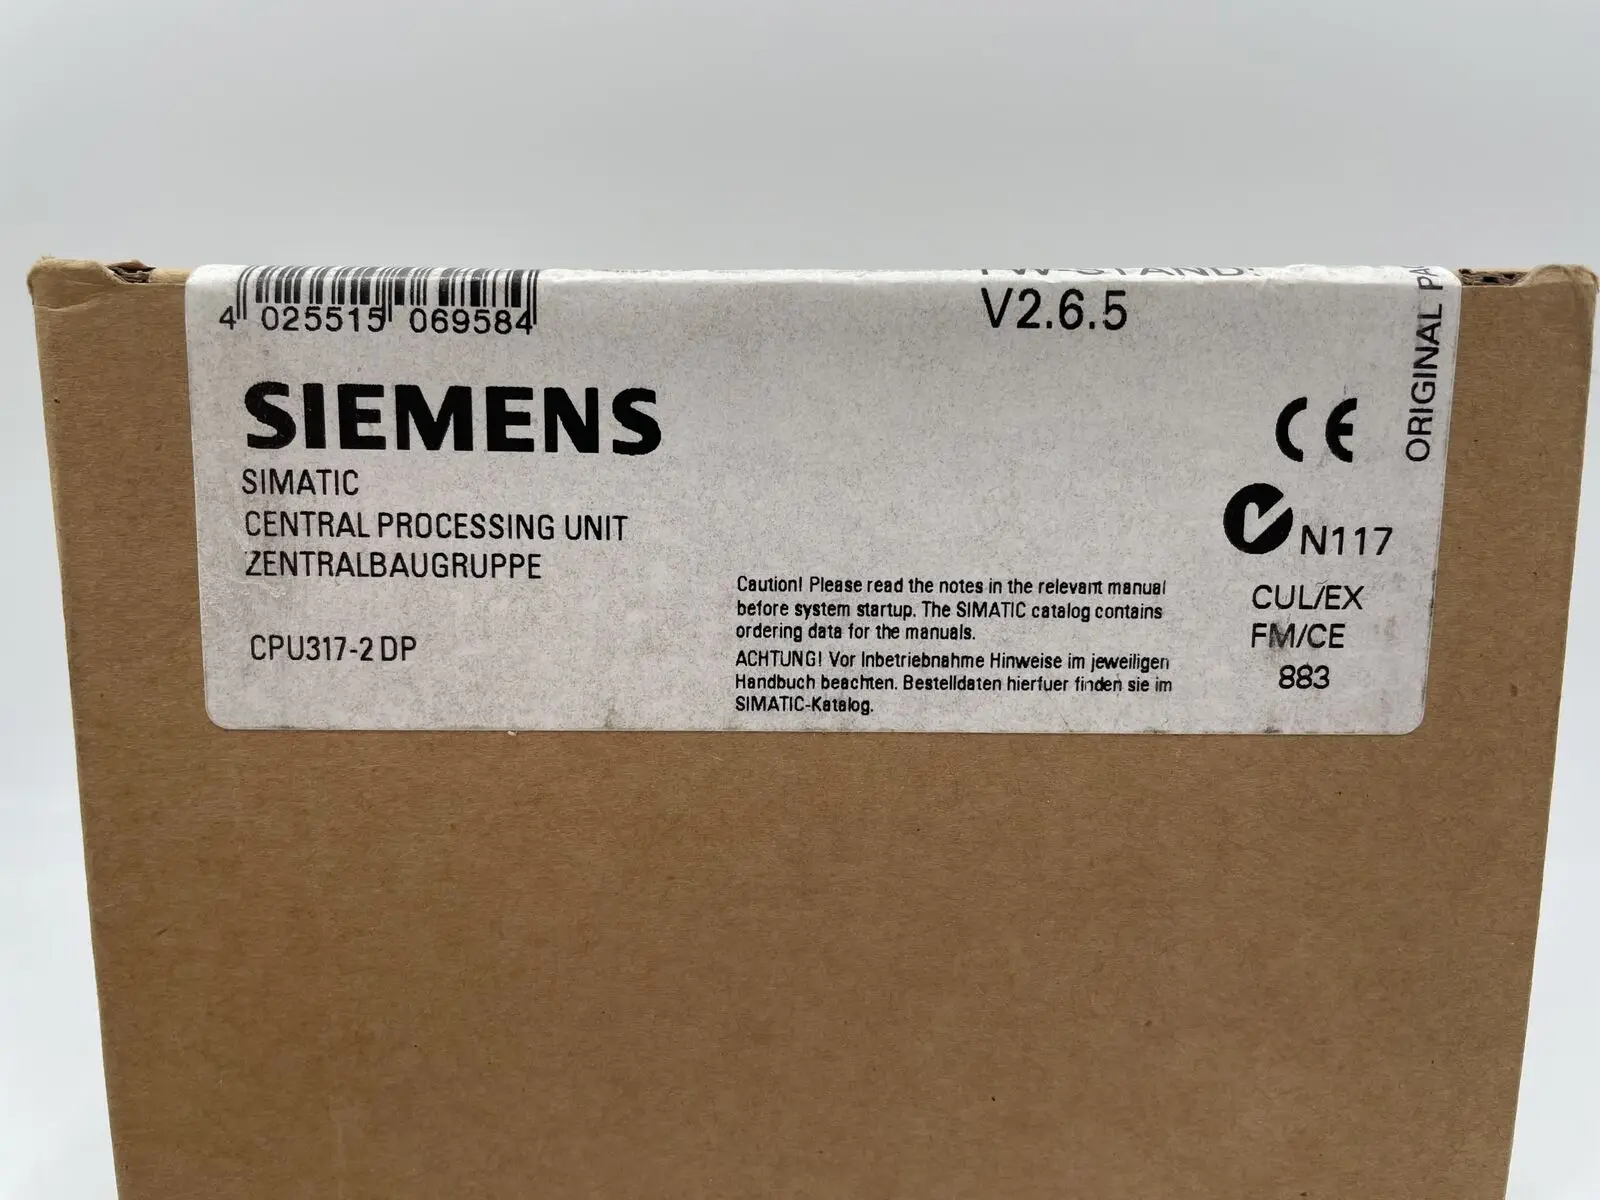 4 025515 069584
V2.6.5
ORIGINAL
SIEMENS
SIMATIC
CENTRAL PROCESSING UNIT
ZENTRALBAUGRUPPE
CPU317-2 DP
Caution! Please read the notes in the relevant manual
before system startup. The SIMATIC catalog contains
ordering data for the manuals.
ACHTUNG! Vor Inbetriebnahme Hinweise im jeweiligen
Handbuch beachten. Bestelldaten hierfuer finden sie im
SIMATIC-Katalog.
CE
N117
CUL/EX
FM/CE
883